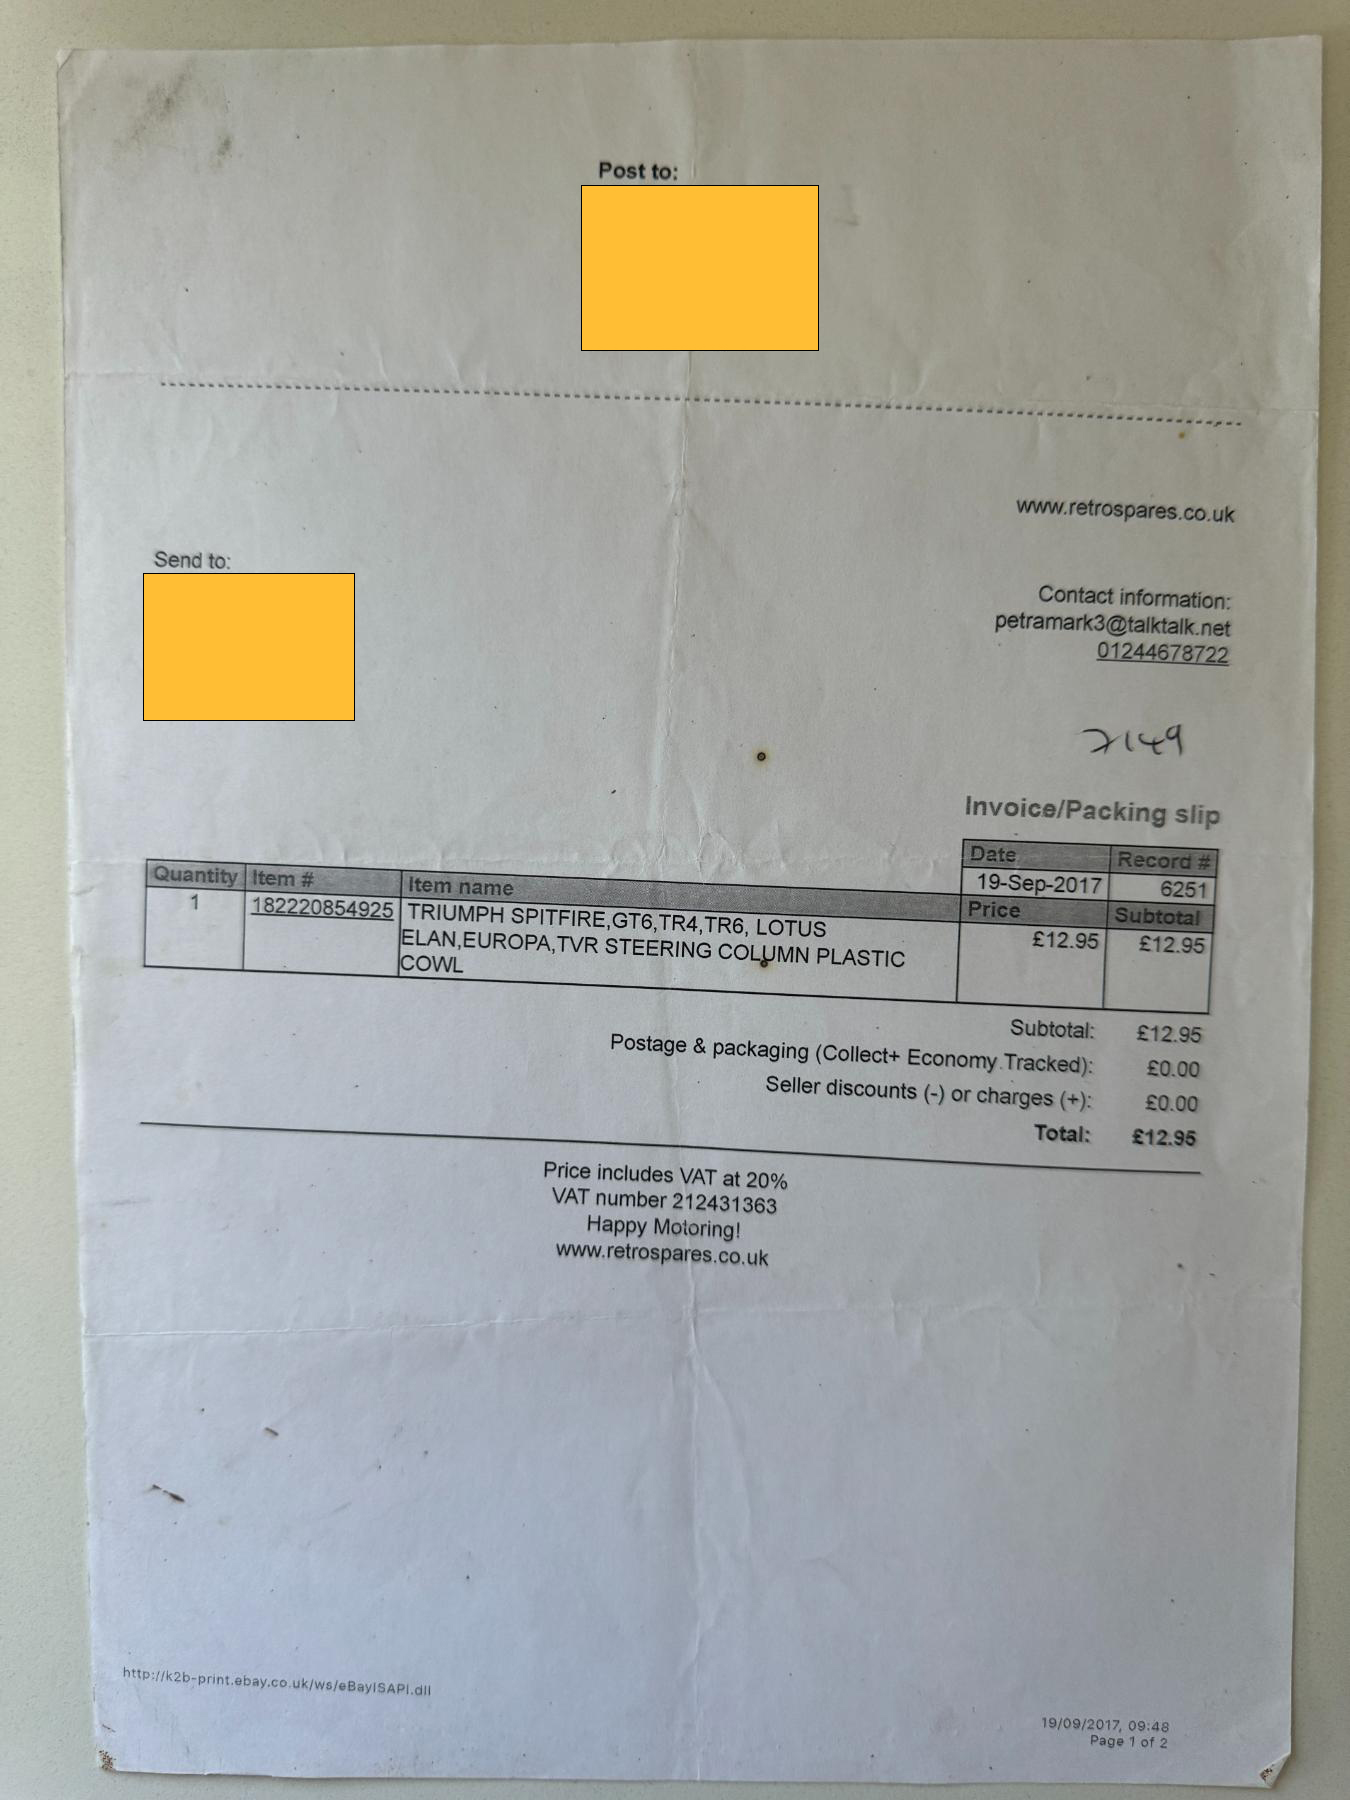 Post to:
www.retrospares.co.uk
Send to:
Contact information:
petramark3@talktalk.net
01244678722
2149
Invoice/Packing slip
Date Record #
19-Sep-2017 6251
Quantity Item # Item name Price Subtotal
1 182220854925 TRIUMPH SPITFIRE,GT6,TR4,TR6, LOTUS £12.95 £12.95
ELAN,EUROPA,TVR STEERING COLUMN PLASTIC
COWL
Subtotal: £12.95
Postage & packaging (Collect+ Economy Tracked): £0.00
Seller discounts (-) or charges (+): £0.00
Total: £12.95
Price includes VAT at 20%
VAT number 212431363
Happy Motoring!
www.retrospares.co.uk
http://k2b-print.ebay.co.uk/ws/eBayISAPI.dll
19/09/2017, 09:48
Page 1 of 2